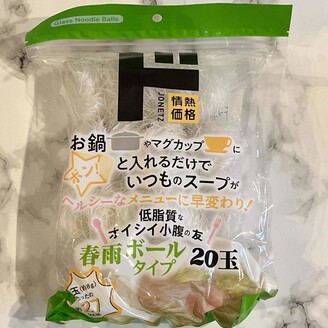 Glass Noodle Balls
JONETZ
情熱
価格
お鍋やマグカップに
ポン!
と入れるだけで
いつものスープが
ヘルシーなメニューに早変わり!
低脂質な
オイシイ小腹の友
春雨ボール
タイプ
20玉